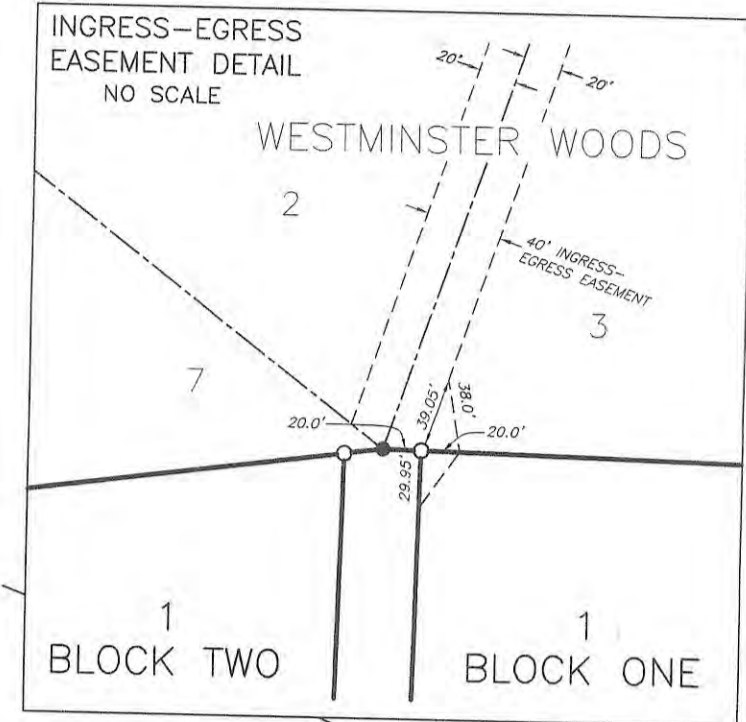 INGRESS–EGRESS
EASEMENT DETAIL
NO SCALE
20'
20'
WESTMINSTER WOODS
2
40' INGRESS–
EGRESS EASEMENT
3
7
39.05'
38.0'
20.0'
20.0'
29.95'
1
BLOCK TWO
1
BLOCK ONE